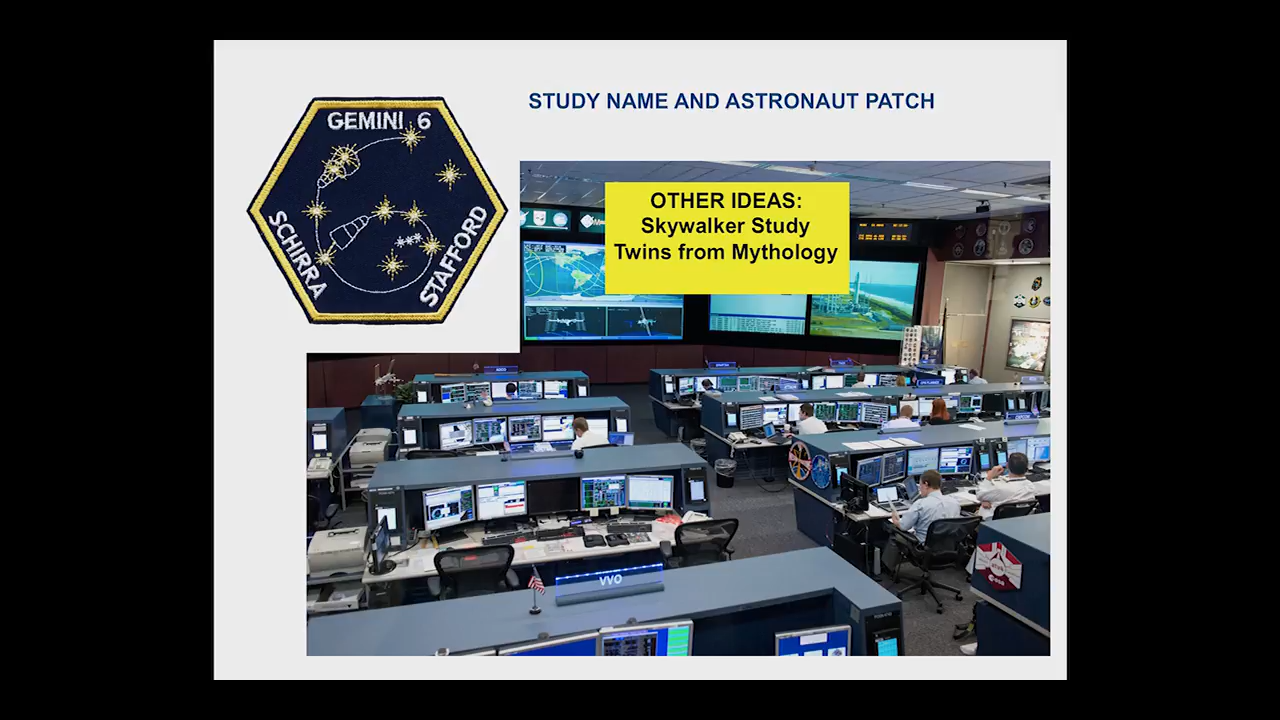 STUDY NAME AND ASTRONAUT PATCH
GEMINI 6
SCHIRRA
STAFFORD
OTHER IDEAS:
Skywalker Study
Twins from Mythology
VVO